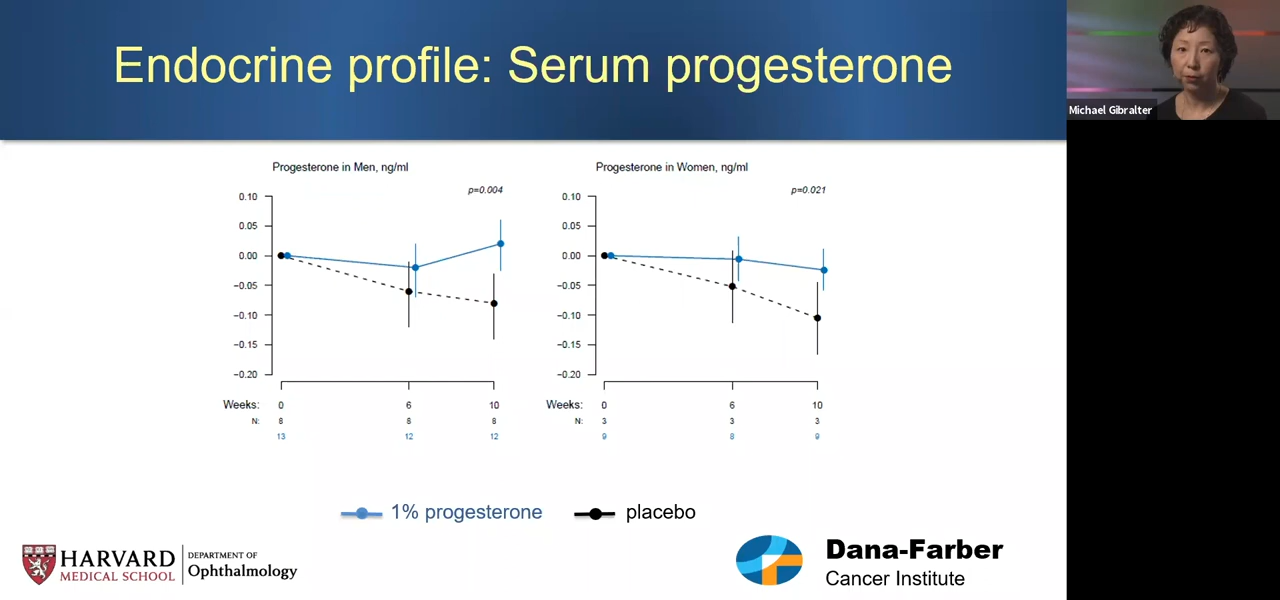 Endocrine profile: Serum progesterone
Michael Gibralter
Progesterone in Men, ng/ml
p=0.004
0.10
0.05
0.00
−0.05
−0.10
−0.15
−0.20
Weeks: 0 6 10
N: 8 8 8
13 12 12
Progesterone in Women, ng/ml
p=0.021
0.10
0.05
0.00
−0.05
−0.10
−0.15
−0.20
Weeks: 0 6 10
N: 3 3 3
9 8 9
1% progesterone placebo
HARVARD
MEDICAL SCHOOL
DEPARTMENT OF
Ophthalmology
Dana-Farber
Cancer Institute